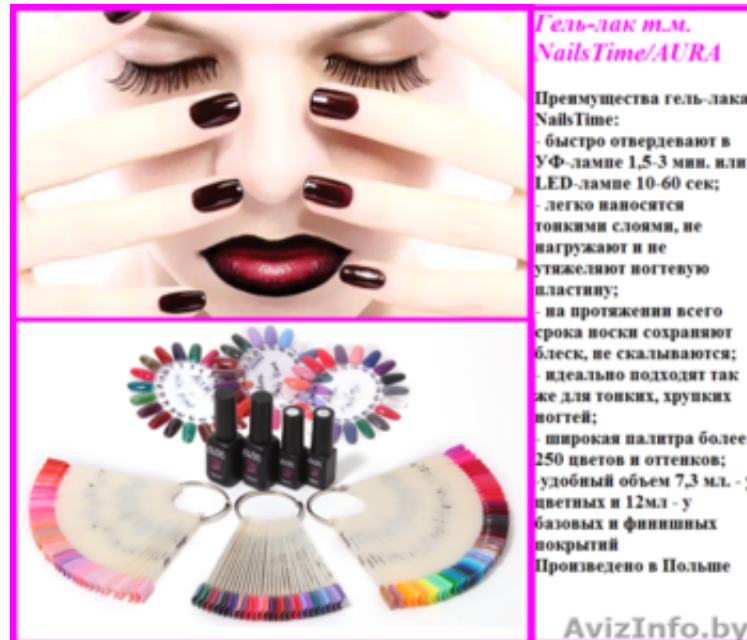 Гель-лак т.м.
NailsTime/AURA
Преимущества гель-лака
NailsTime:
- быстро отвердевают в
УФ-лампе 1,5-3 мин. или
LED-лампе 10-60 сек;
- легко наносятся
тонкими слоями, не
нагружают и не
утяжеляют ногтевую
пластину;
- на протяжении всего
срока носки сохраняют
блеск, не скалываются;
- идеально подходят так
же для тонких, хрупких
ногтей;
- широкая палитра более
250 цветов и оттенков;
-удобный объем 7,3 мл. - у
цветных и 12мл - у
базовых и финишных
покрытий
Произведено в Польше
AvizInfo.by